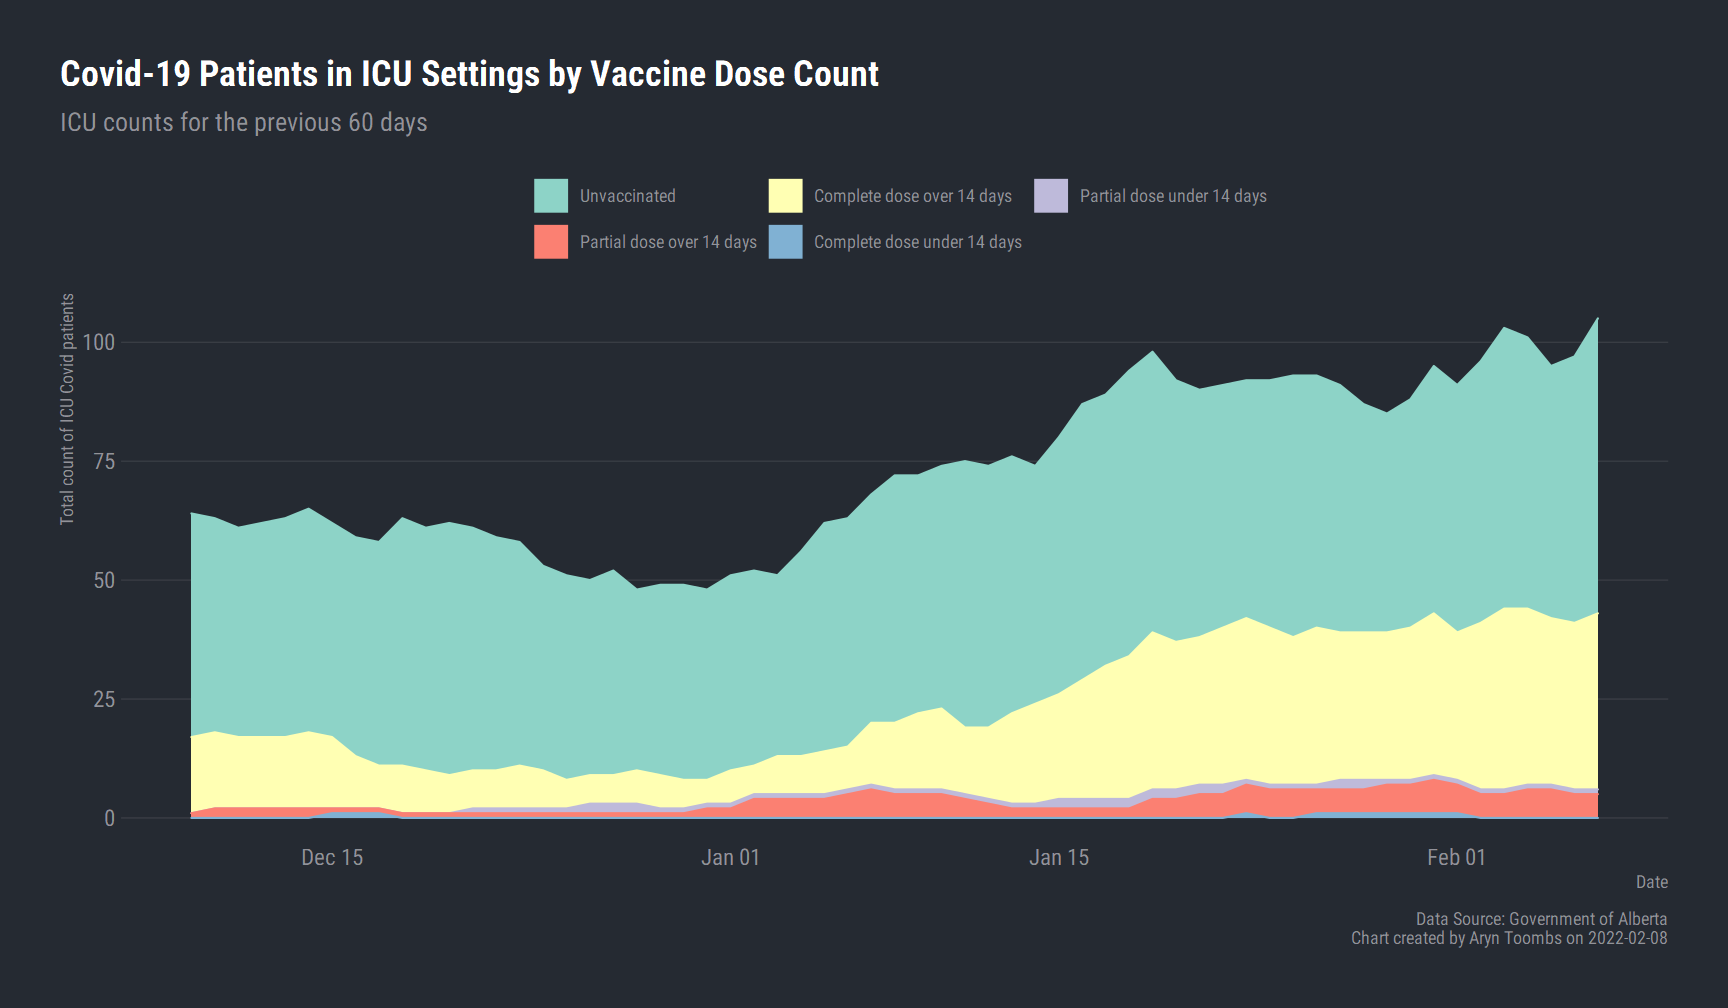 Covid-19 Patients in ICU Settings by Vaccine Dose Count
ICU counts for the previous 60 days
Unvaccinated
Complete dose over 14 days
Partial dose under 14 days
Partial dose over 14 days
Complete dose under 14 days
Total count of ICU Covid patients
100
75
50
25
0
Dec 15
Jan 01
Jan 15
Feb 01
Date
Data Source: Government of Alberta
Chart created by Aryn Toombs on 2022-02-08